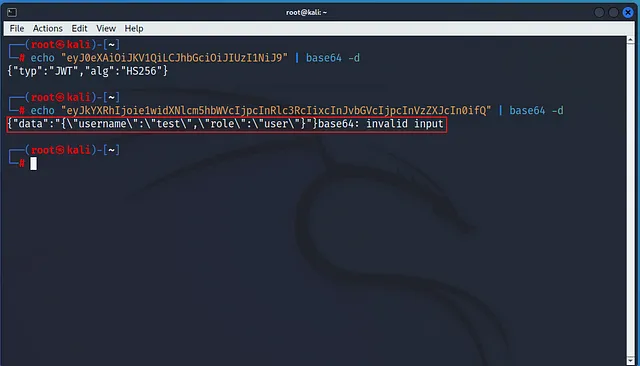 root@kali: ~
File Actions Edit View Help
┌──(root㉿kali)-[~]
└─# echo "eyJ0eXAiOiJKV1QiLCJhbGciOiJIUzI1NiJ9" | base64 -d
{"typ":"JWT","alg":"HS256"}
┌──(root㉿kali)-[~]
└─# echo "eyJkYXRhIjoie1widXNlcm5hbWVcIjpcInRlc3RcIixcInJvbGVcIjpcInVzZXJcIn0ifQ" | base64 -d
{"data":"{\"username\":\"test\",\"role\":\"user\"}"}base64: invalid input
┌──(root㉿kali)-[~]
└─#